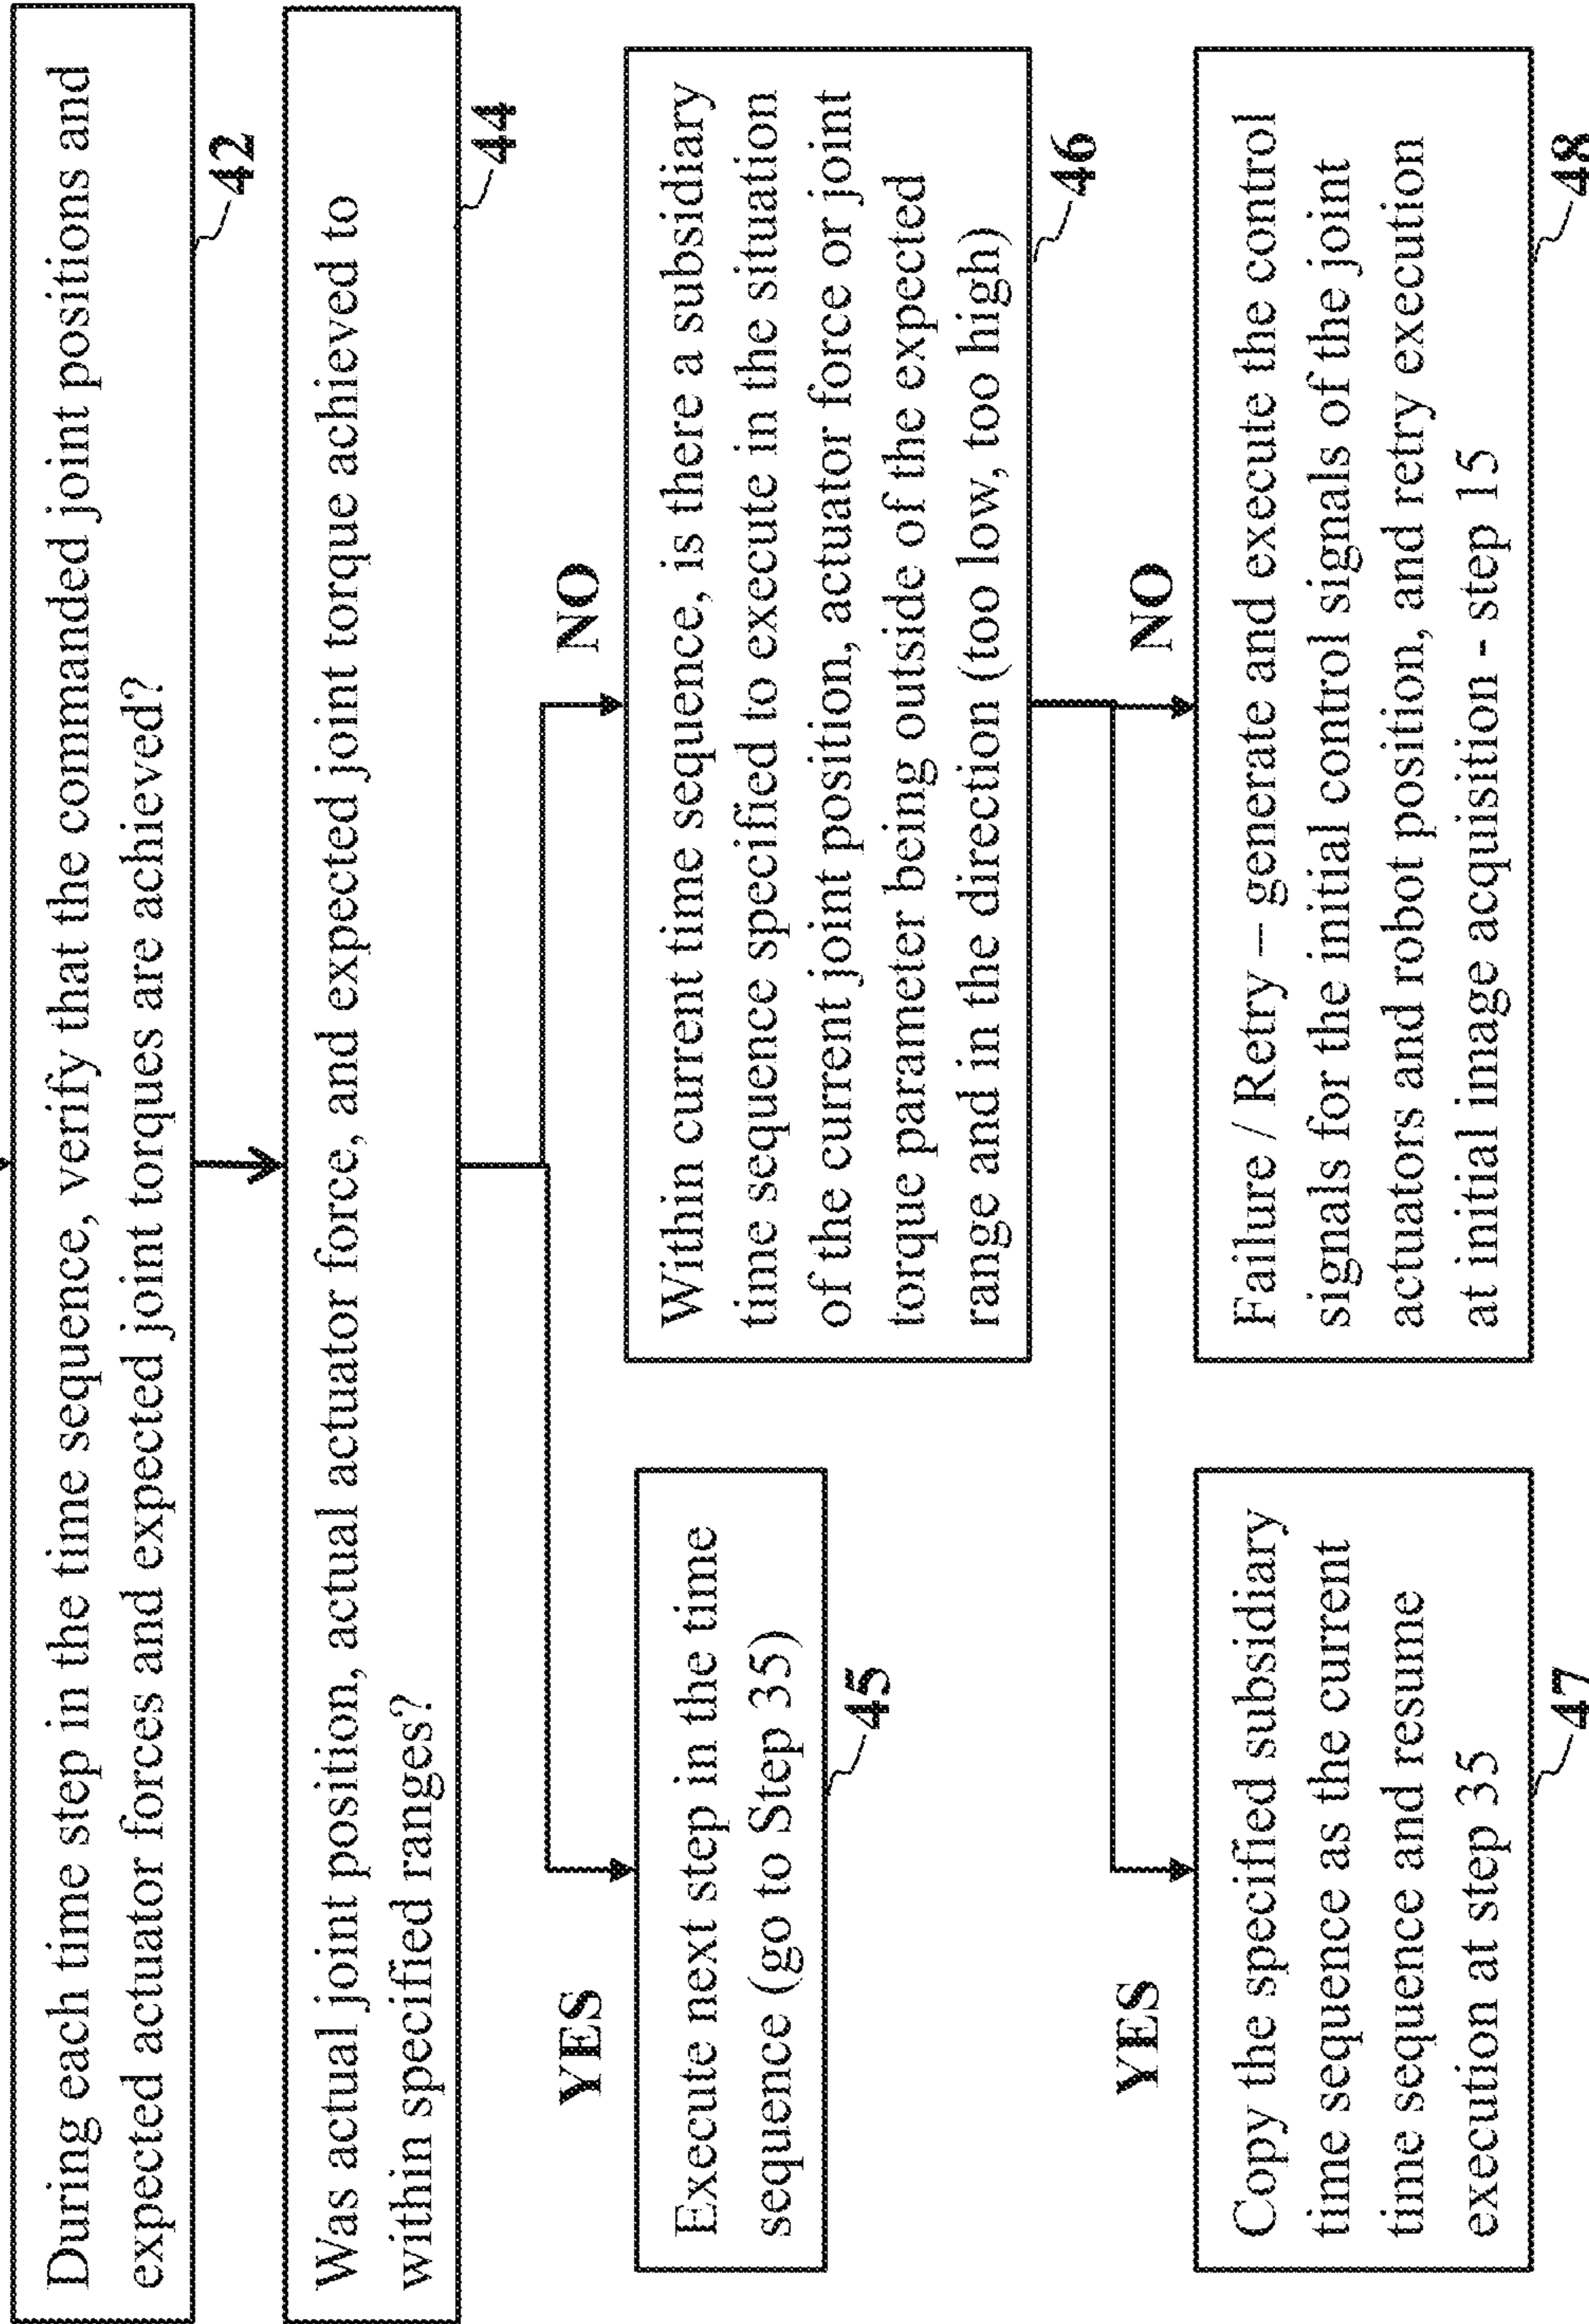 During each time step in the time sequence, verify that the commanded joint positions and
expected actuator forces and expected joint torques are achieved?
42
Was actual joint position, actual actuator force, and expected joint torque achieved to
within specified ranges?
44
YES
NO
Execute next step in the time
sequence (go to Step 35)
45
Within current time sequence, is there a subsidiary
time sequence specified to execute in the situation
of the current joint position, actuator force or joint
torque parameter being outside of the expected
range and in the direction (too low, too high)
46
YES
NO
Copy the specified subsidiary
time sequence as the current
time sequence and resume
execution at step 35
47
Failure / Retry – generate and execute the control
signals for the initial control signals of the joint
actuators and robot position, and retry execution
at initial image acquisition - step 15
48